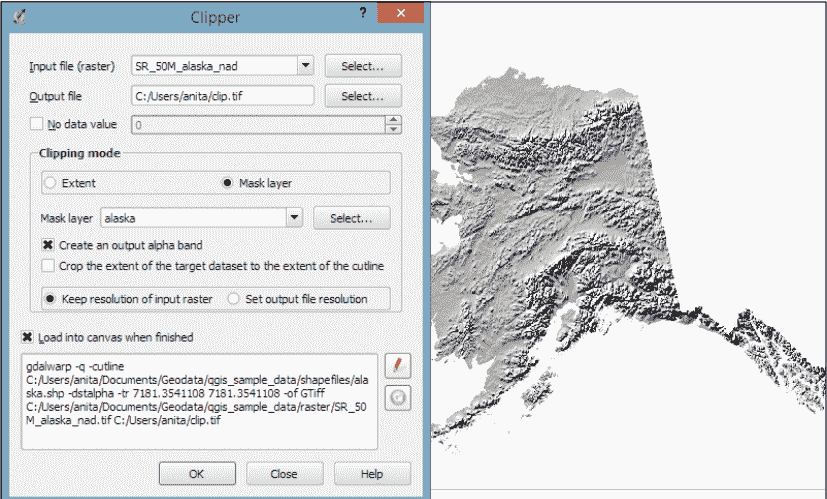 Clipper
?
Input file (raster) SR_50M_alaska_nad Select...
Output file C:/Users/anita/clip.tif Select...
No data value 0
Clipping mode
Extent Mask layer
Mask layer alaska Select...
Create an output alpha band
Crop the extent of the target dataset to the extent of the cutline
Keep resolution of input raster Set output file resolution
Load into canvas when finished
gdalwarp -q -cutline
C:/Users/anita/Documents/Geodata/qgis_sample_data/shapefiles/ala
ska.shp -dstalpha -tr 7181.3541108 7181.3541108 -of GTiff
C:/Users/anita/Documents/Geodata/qgis_sample_data/raster/SR_50
M_alaska_nad.tif C:/Users/anita/clip.tif
OK Close Help